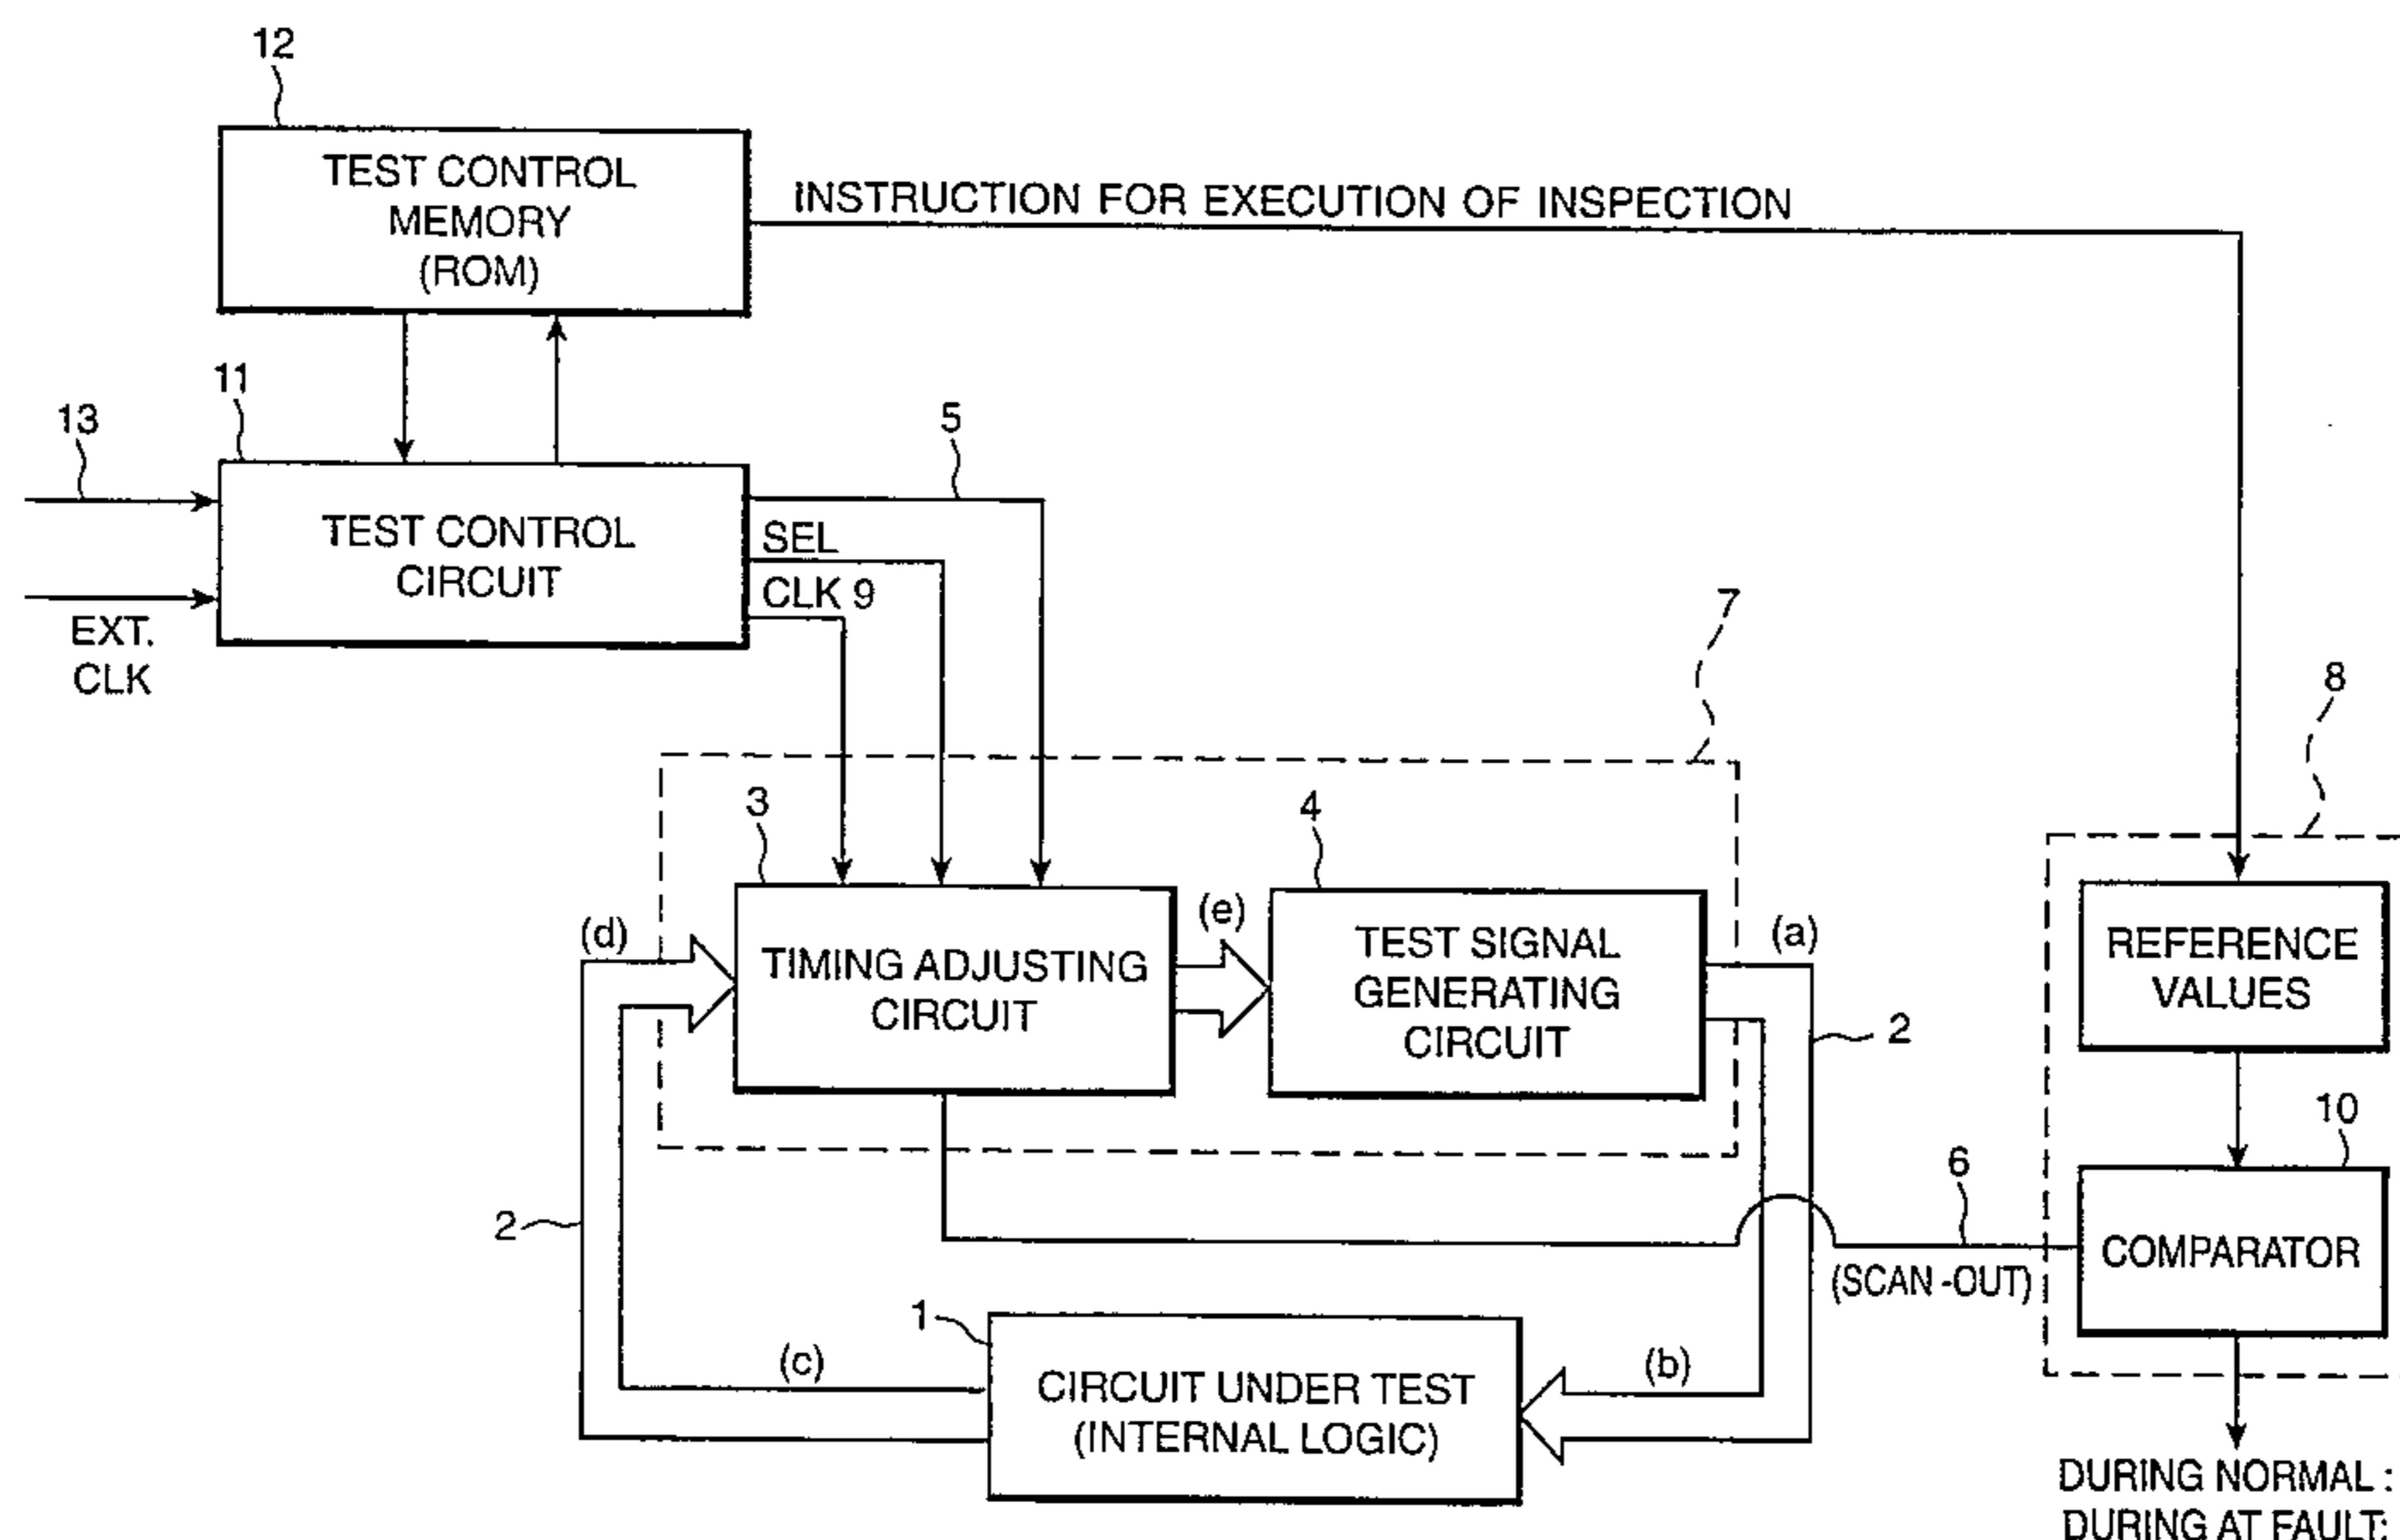 12
TEST CONTROL
MEMORY
(ROM)
INSTRUCTION FOR EXECUTION OF INSPECTION
11
13
5
TEST CONTROL
CIRCUIT
SEL
CLK 9
EXT.
CLK
7
8
3
4
(d)
TIMING ADJUSTING
CIRCUIT
(e)
TEST SIGNAL
GENERATING
CIRCUIT
(a)
2
REFERENCE
VALUES
10
6
2
COMPARATOR
(SCAN -OUT)
1
(c)
CIRCUIT UNDER TEST
(INTERNAL LOGIC)
(b)
DURING NORMAL :
DURING AT FAULT: